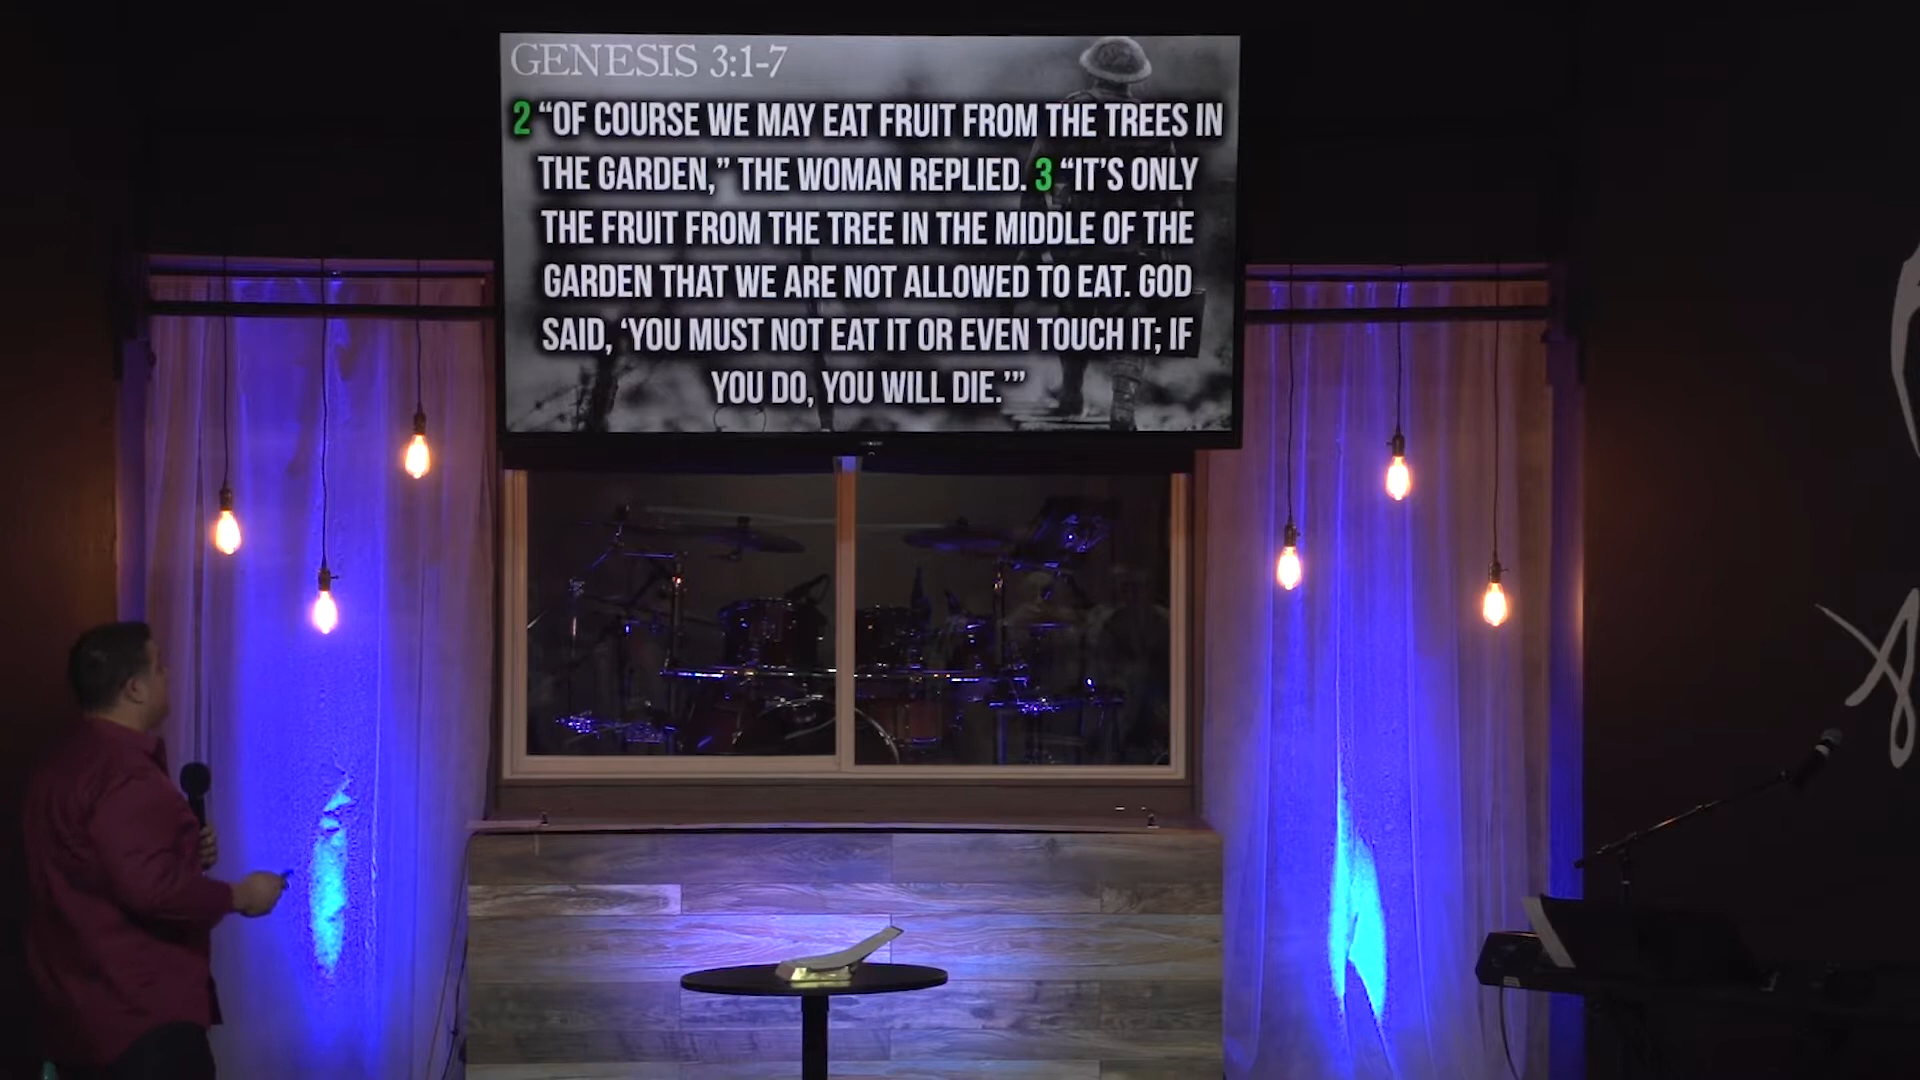 GENESIS 3:1-7
2 “OF COURSE WE MAY EAT FRUIT FROM THE TREES IN
THE GARDEN,” THE WOMAN REPLIED. 3 “IT’S ONLY
THE FRUIT FROM THE TREE IN THE MIDDLE OF THE
GARDEN THAT WE ARE NOT ALLOWED TO EAT. GOD
SAID, ‘YOU MUST NOT EAT IT OR EVEN TOUCH IT; IF
YOU DO, YOU WILL DIE.’”